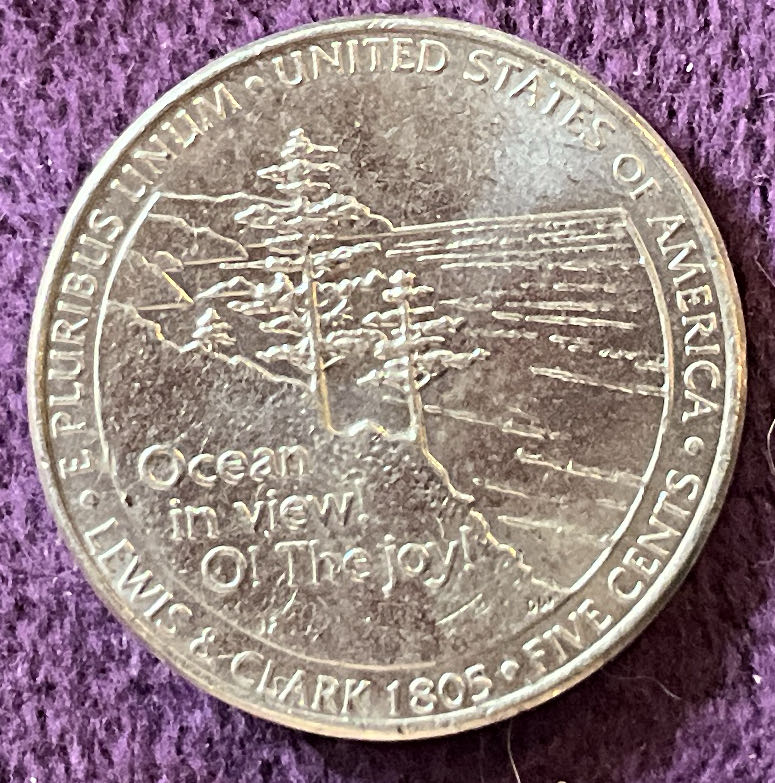 E PLURIBUS UNUM • UNITED STATES OF AMERICA • FIVE CENTS • LEWIS & CLARK 1805 •
Ocean
in view!
O! The joy!